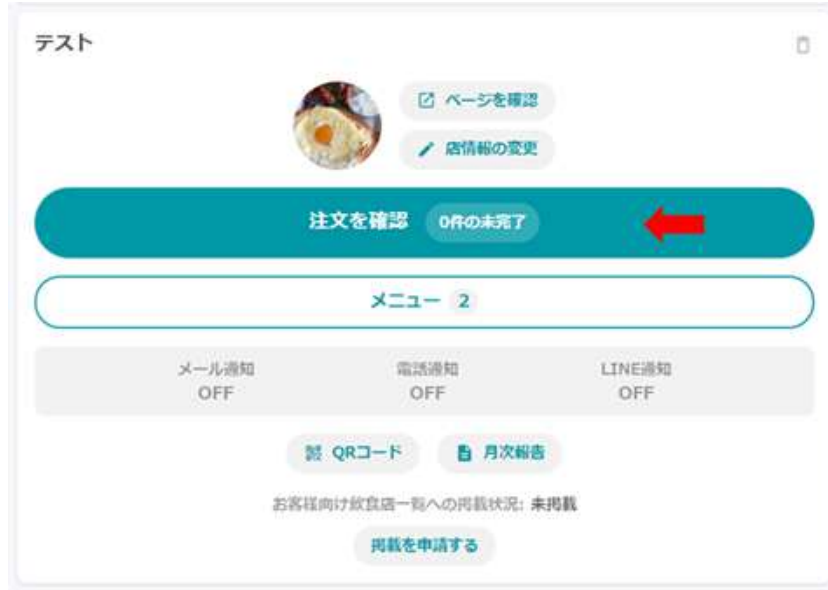 テスト
ページを確認
店情報の変更
注文を確認 0件の未完了
メニュー 2
メール通知 電話通知 LINE通知
OFF OFF OFF
QRコード 月次報告
お客様向け飲食店一覧への掲載状況: 未掲載
掲載を申請する